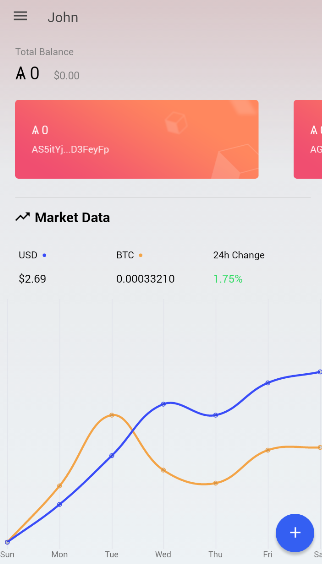 John
Total Balance
Ѧ 0 $0.00
Ѧ 0
AS5itYj...D3FeyFp
Ѧ
AG
Market Data
USD BTC 24h Change
$2.69 0.00033210 1.75%
Sun Mon Tue Wed Thu Fri Sa